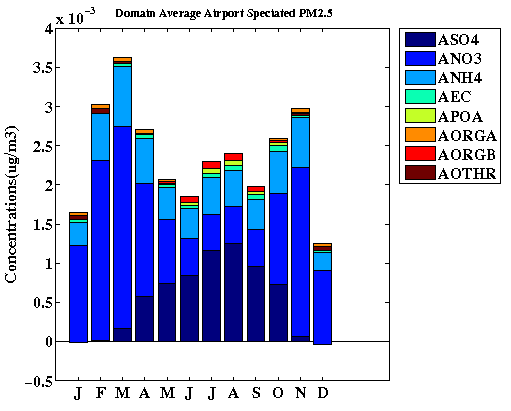 Domain Average Airport Speciated PM2.5
x 10⁻³
4
3.5
3
2.5
2
1.5
1
0.5
0
−0.5
Concentrations(ug/m3)
J F M A M J J A S O N D
ASO4
ANO3
ANH4
AEC
APOA
AORGA
AORGB
AOTHR